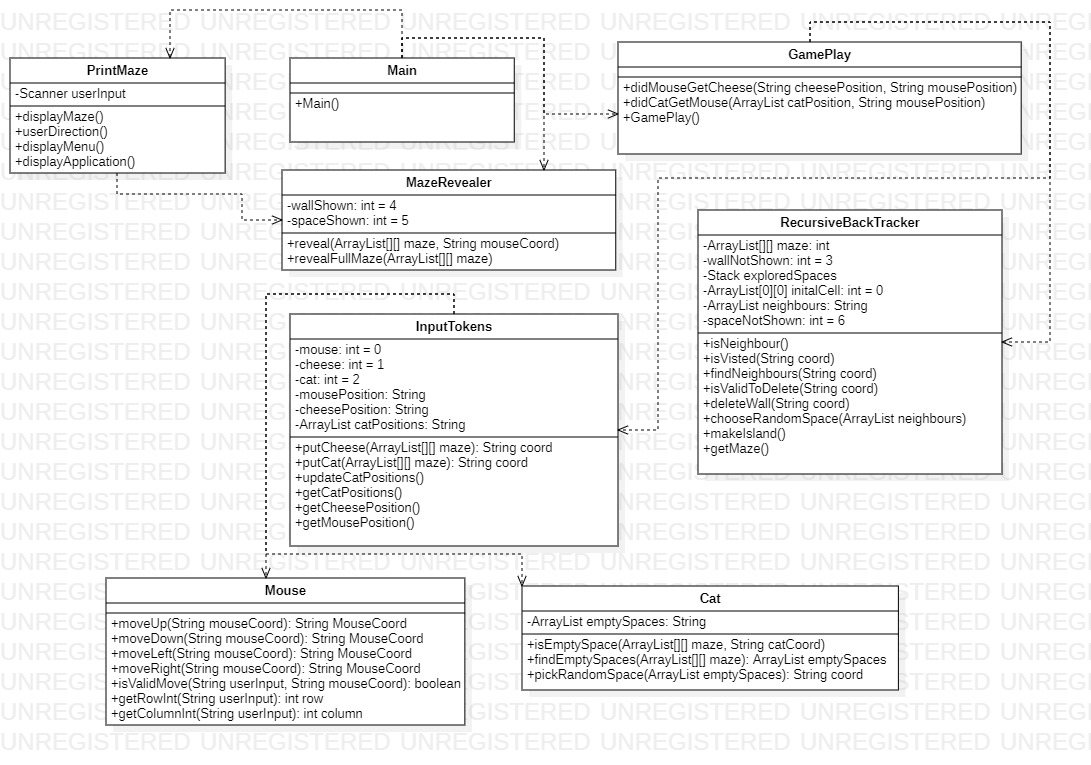 PrintMaze
-Scanner userInput
+displayMaze()
+userDirection()
+displayMenu()
+displayApplication()
Main
+Main()
GamePlay
+didMouseGetCheese(String cheesePosition, String mousePosition)
+didCatGetMouse(ArrayList catPosition, String mousePosition)
+GamePlay()
MazeRevealer
-wallShown: int = 4
-spaceShown: int = 5
+reveal(ArrayList[][] maze, String mouseCoord)
+revealFullMaze(ArrayList[][] maze)
RecursiveBackTracker
-ArrayList[][] maze: int
-wallNotShown: int = 3
-Stack exploredSpaces
-ArrayList[0][0] initalCell: int = 0
-ArrayList neighbours: String
-spaceNotShown: int = 6
+isNeighbour()
+isVisted(String coord)
+findNeighbours(String coord)
+isValidToDelete(String coord)
+deleteWall(String coord)
+chooseRandomSpace(ArrayList neighbours)
+makeIsland()
+getMaze()
InputTokens
-mouse: int = 0
-cheese: int = 1
-cat: int = 2
-mousePosition: String
-cheesePosition: String
-ArrayList catPositions: String
+putCheese(ArrayList[][] maze): String coord
+putCat(ArrayList[][] maze): String coord
+updateCatPositions()
+getCatPositions()
+getCheesePosition()
+getMousePosition()
Mouse
+moveUp(String mouseCoord): String MouseCoord
+moveDown(String mouseCoord): String MouseCoord
+moveLeft(String mouseCoord): String MouseCoord
+moveRight(String mouseCoord): String MouseCoord
+isValidMove(String userInput, String mouseCoord): boolean
+getRowInt(String userInput): int row
+getColumnInt(String userInput): int column
Cat
-ArrayList emptySpaces: String
+isEmptySpace(ArrayList[][] maze, String catCoord)
+findEmptySpaces(ArrayList[][] maze): ArrayList emptySpaces
+pickRandomSpace(ArrayList emptySpaces): String coord
UNREGISTERED UNREGISTERED UNREGISTERED UNREGISTERED UNREGISTERED UNREGISTERED